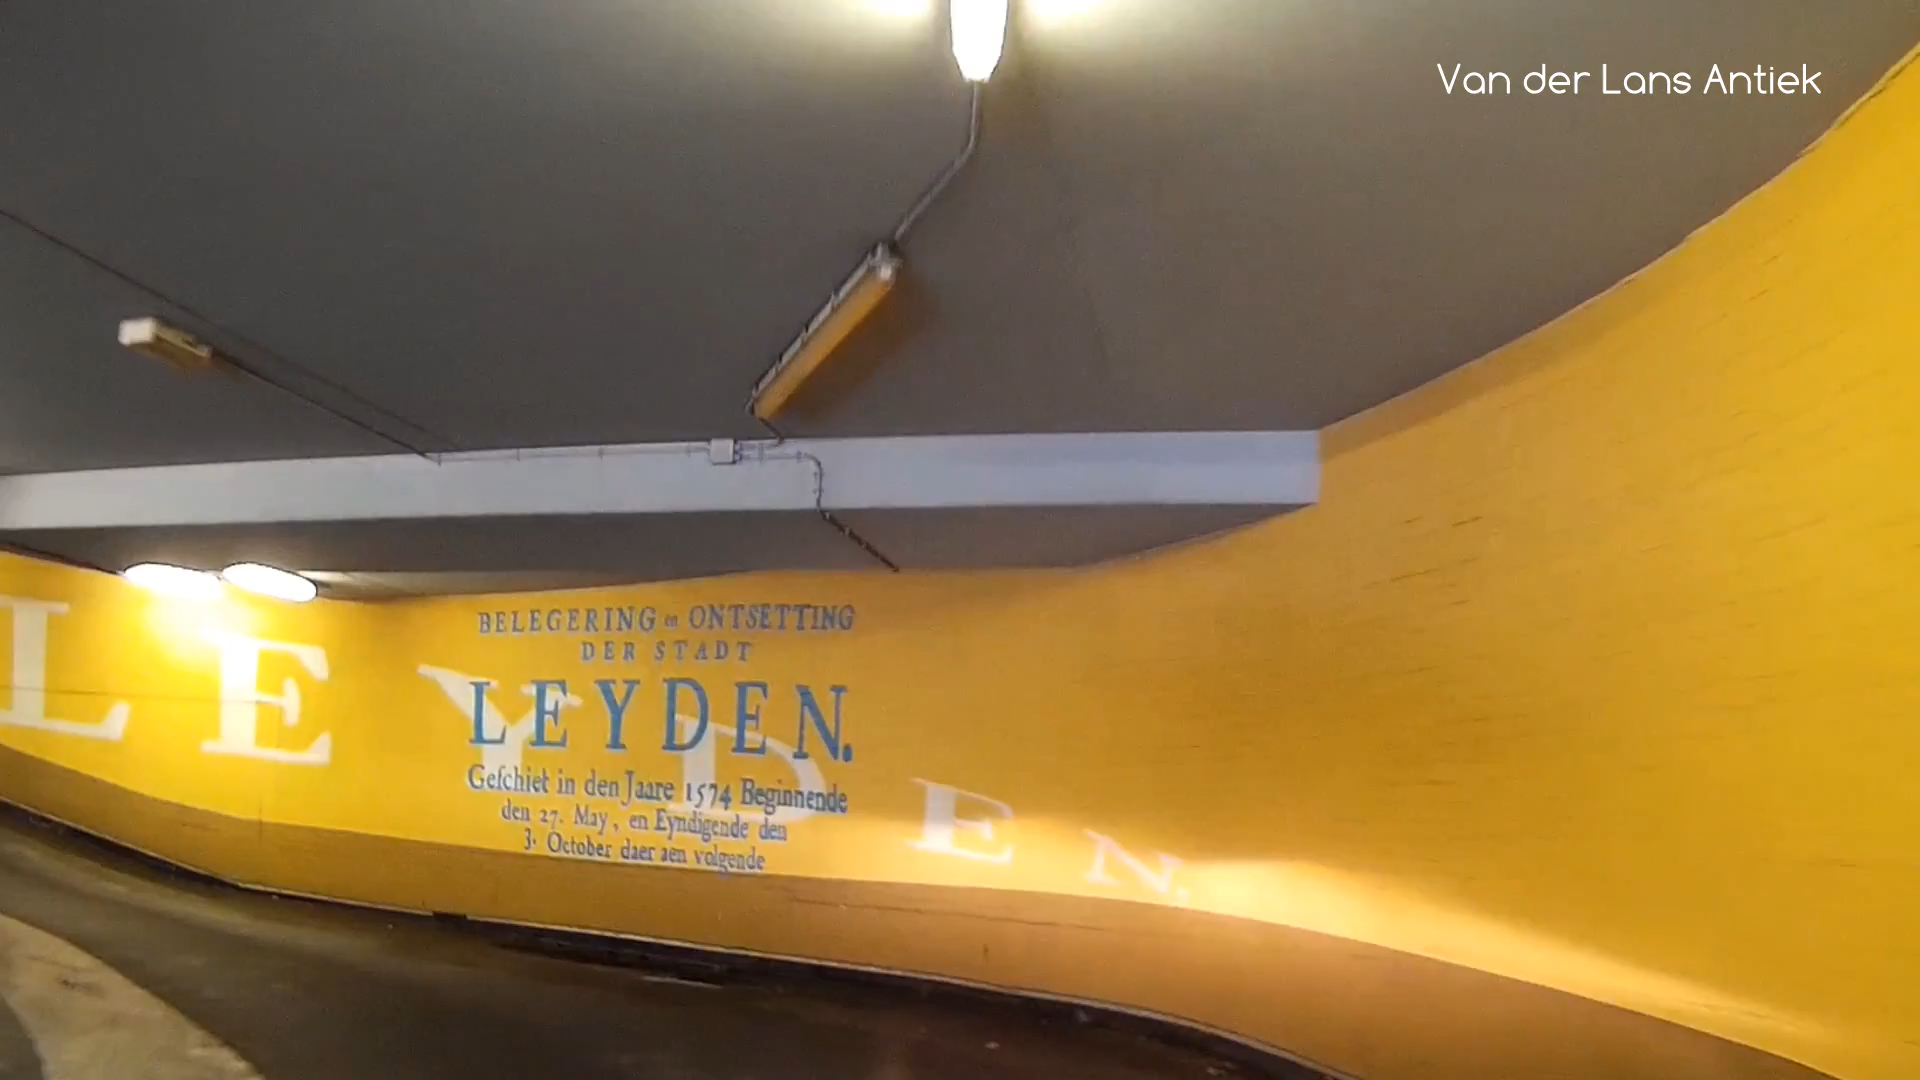 Van der Lans Antiek
BELEGERING en ONTSETTING
DER STADT
LEYDEN.
Geſchiet in den Jaare 1574 Beginnende
den 27. May, en Eyndigende den
3. October daer aen volgende
LEYDEN.